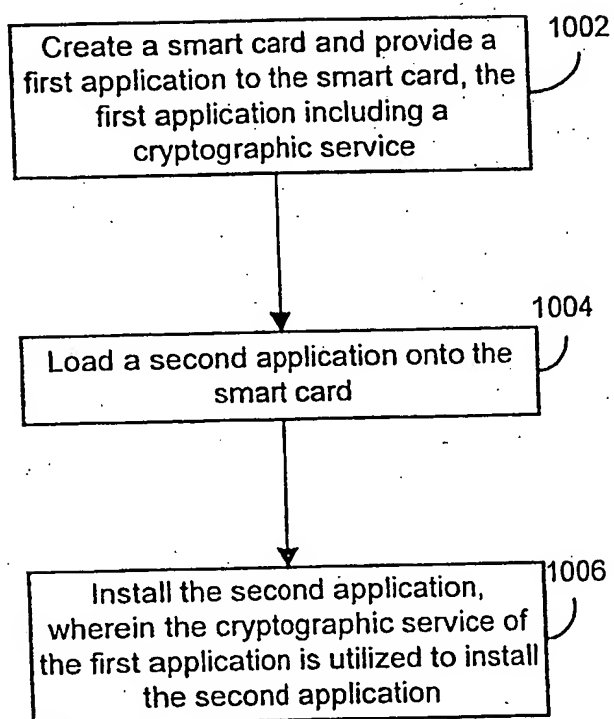 Create a smart card and provide a
first application to the smart card, the
first application including a
cryptographic service
1002
Load a second application onto the
smart card
1004
Install the second application,
wherein the cryptographic service of
the first application is utilized to install
the second application
1006